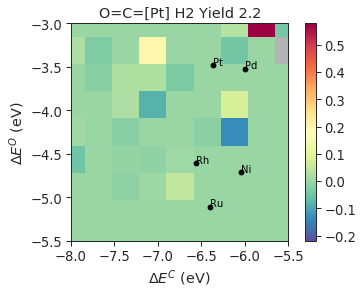 O=C=[Pt] H2 Yield 2.2
−3.0
−3.5
−4.0
−4.5
−5.0
−5.5
ΔE^O (eV)
Pt
Pd
Rh
Ni
Ru
−8.0 −7.5 −7.0 −6.5 −6.0 −5.5
ΔE^C (eV)
0.5
0.4
0.3
0.2
0.1
0.0
−0.1
−0.2